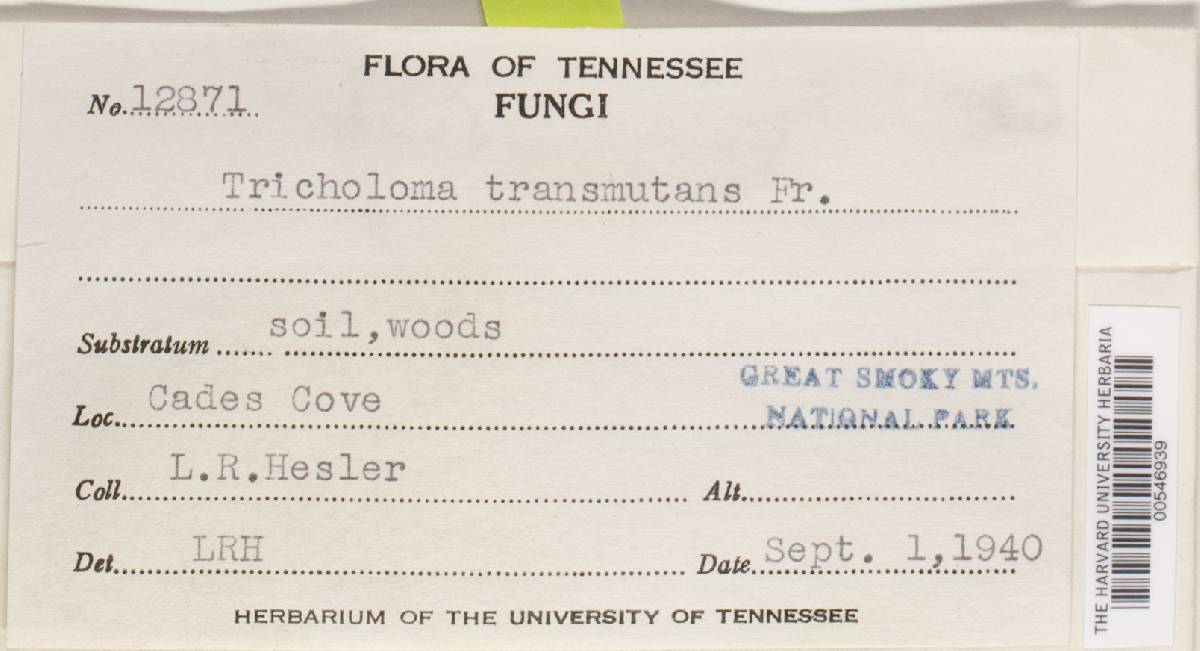 FLORA OF TENNESSEE
No. 12871
FUNGI
Tricholoma transmutans Fr.
Substratum soil,woods
GREAT SMOKY MTS.
Loc. Cades Cove
NATIONAL PARK
Coll. L.R.Hesler Alt.
Det. LRH Date Sept. 1,1940
HERBARIUM OF THE UNIVERSITY OF TENNESSEE
THE HARVARD UNIVERSITY HERBARIA
00546939